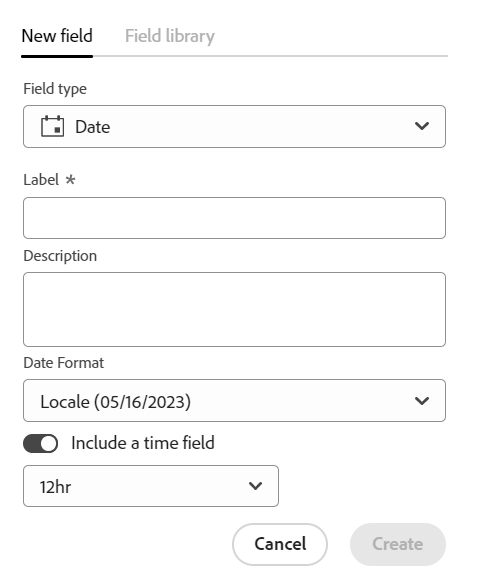 New field Field library
Field type
Date
Label *
Description
Date Format
Locale (05/16/2023)
Include a time field
12hr
Cancel Create